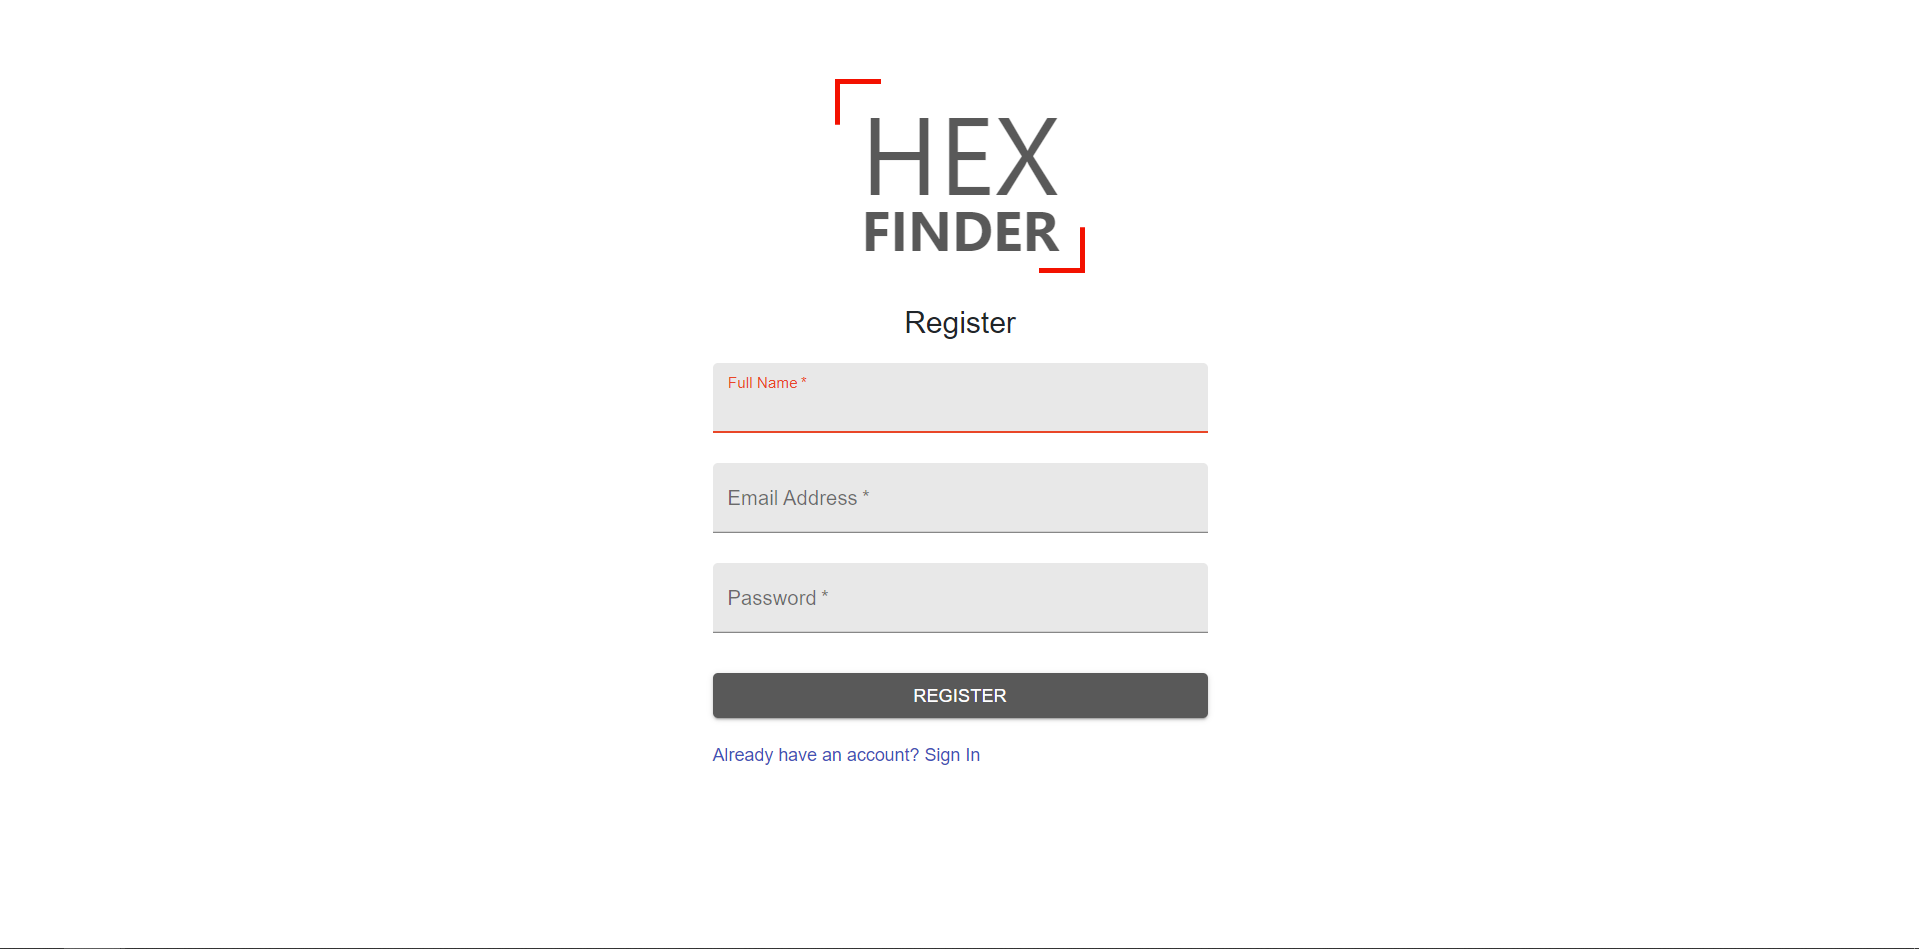 HEX
FINDER
Register
Full Name *
Email Address *
Password *
REGISTER
Already have an account? Sign In